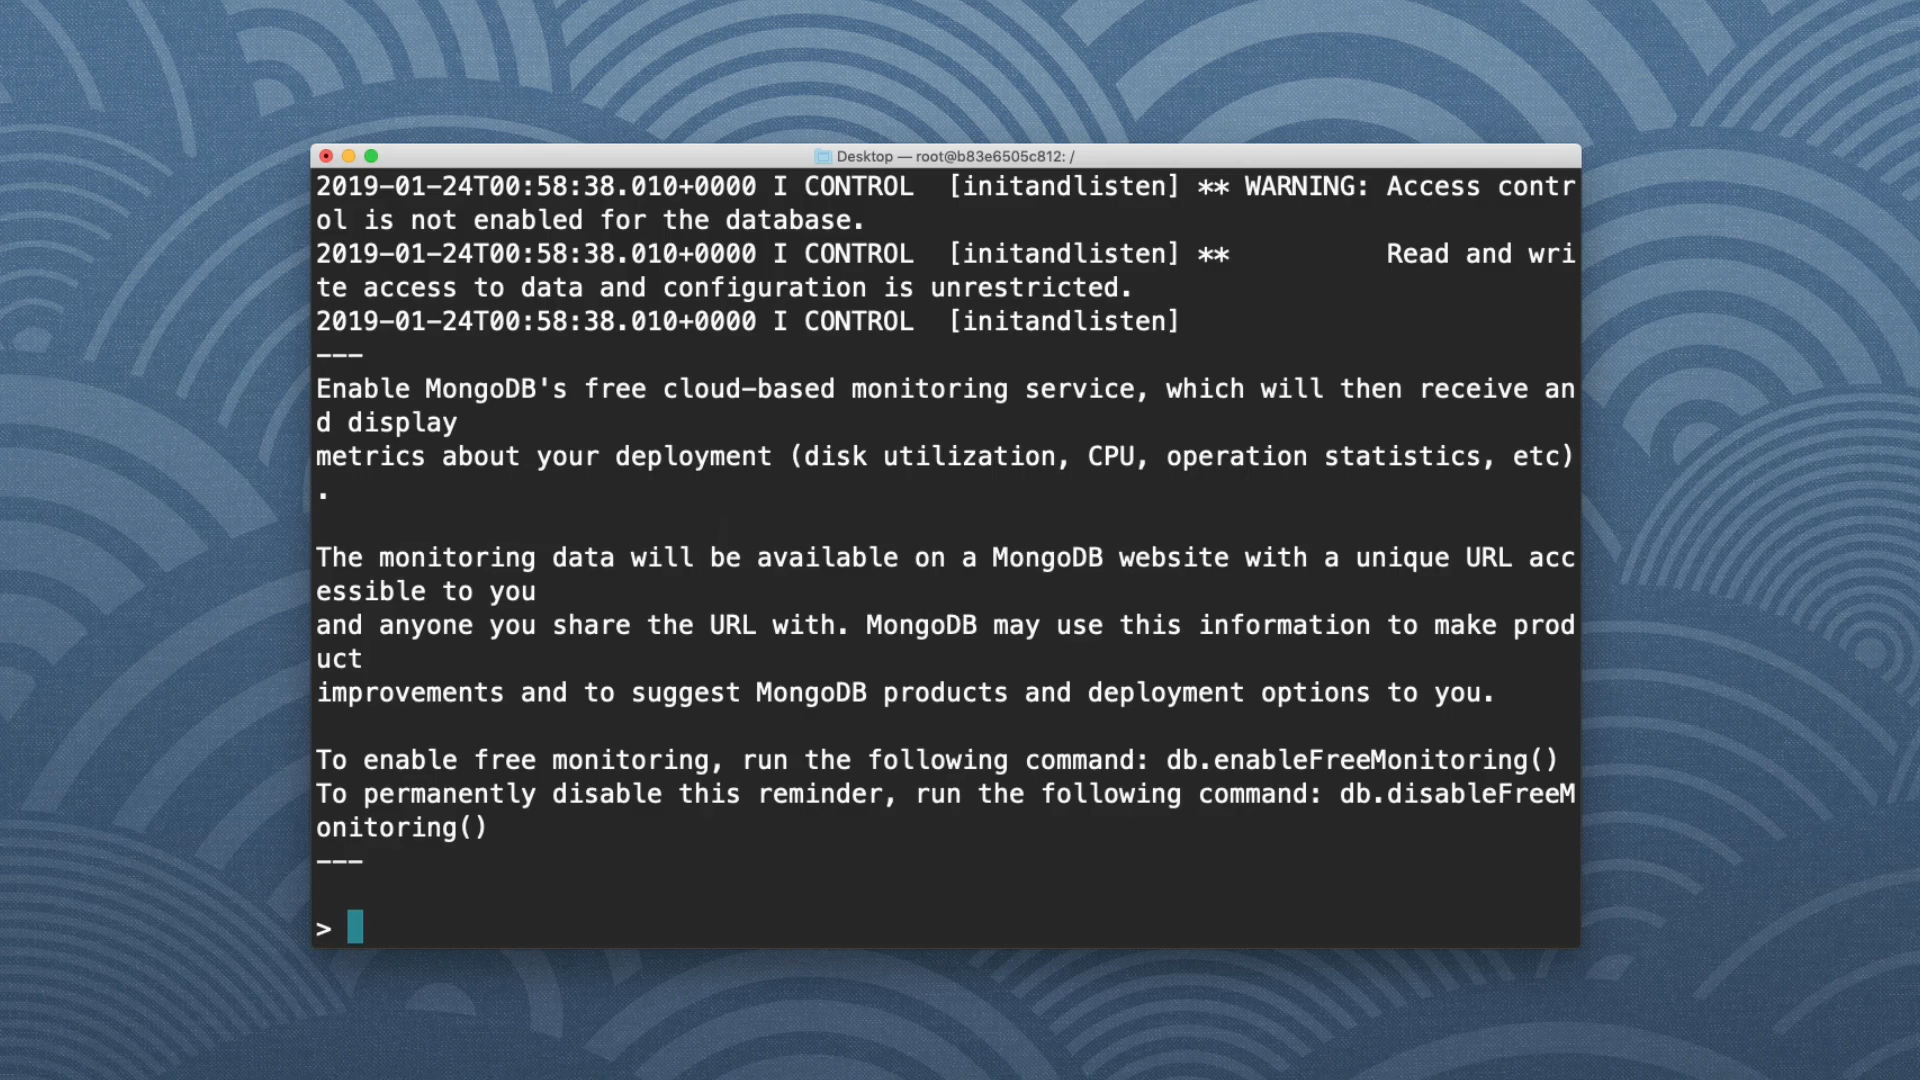 Desktop — root@b83e6505c812: /
2019-01-24T00:58:38.010+0000 I CONTROL  [initandlisten] ** WARNING: Access contr
ol is not enabled for the database.
2019-01-24T00:58:38.010+0000 I CONTROL  [initandlisten] **          Read and wri
te access to data and configuration is unrestricted.
2019-01-24T00:58:38.010+0000 I CONTROL  [initandlisten]
---
Enable MongoDB's free cloud-based monitoring service, which will then receive an
d display
metrics about your deployment (disk utilization, CPU, operation statistics, etc)
.
The monitoring data will be available on a MongoDB website with a unique URL acc
essible to you
and anyone you share the URL with. MongoDB may use this information to make prod
uct
improvements and to suggest MongoDB products and deployment options to you.
To enable free monitoring, run the following command: db.enableFreeMonitoring()
To permanently disable this reminder, run the following command: db.disableFreeM
onitoring()
---
>